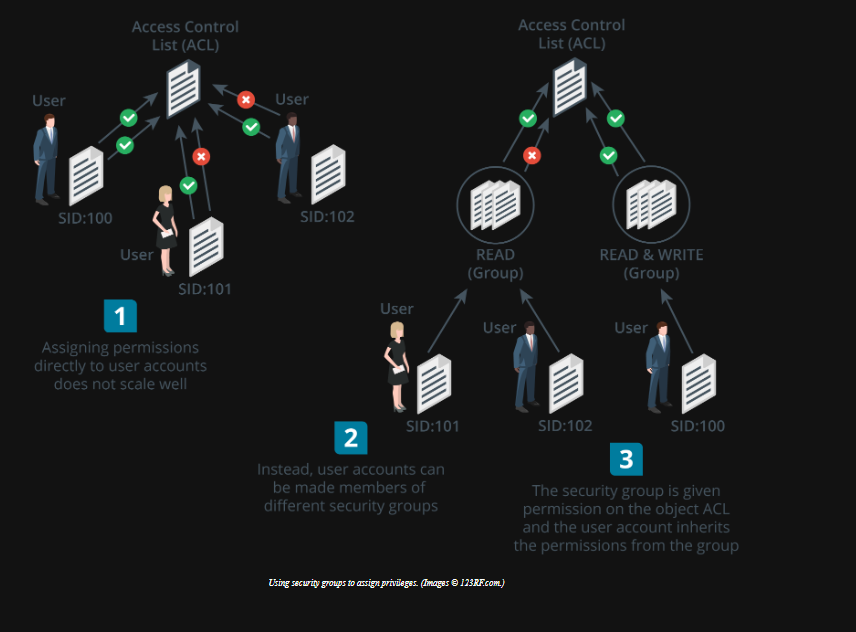 Access Control
List (ACL)
User
User
SID:100
SID:102
User
SID:101
1
Assigning permissions
directly to user accounts
does not scale well
Access Control
List (ACL)
READ
(Group)
READ & WRITE
(Group)
User
User
User
SID:101
SID:102
SID:100
2
Instead, user accounts can
be made members of
different security groups
3
The security group is given
permission on the object ACL
and the user account inherits
the permissions from the group
Using security groups to assign privileges. (Images © 123RF.com.)